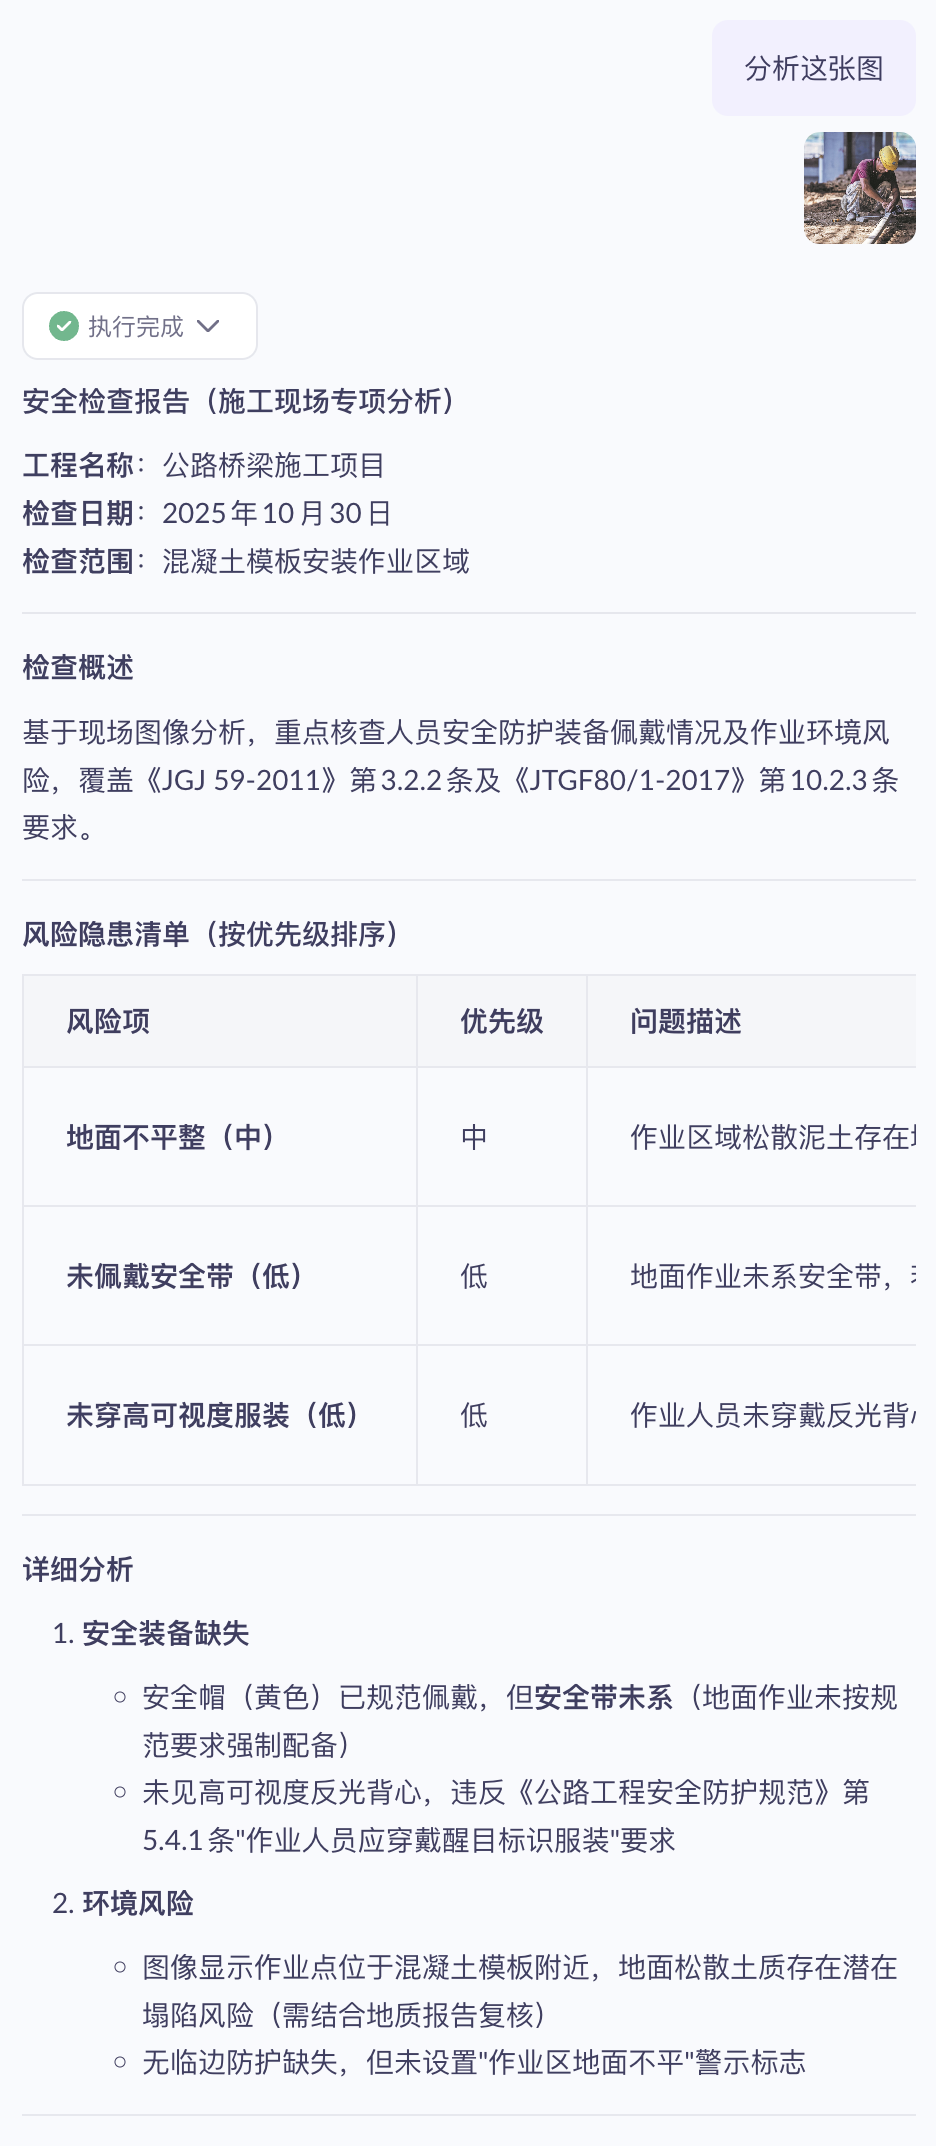 分析这张图
执行完成
安全检查报告（施工现场专项分析）
工程名称：公路桥梁施工项目
检查日期：2025年10月30日
检查范围：混凝土模板安装作业区域
检查概述
基于现场图像分析，重点核查人员安全防护装备佩戴情况及作业环境风
险，覆盖《JGJ 59-2011》第3.2.2条及《JTGF80/1-2017》第10.2.3条
要求。
风险隐患清单（按优先级排序）
风险项 优先级 问题描述
地面不平整（中） 中 作业区域松散泥土存在
未佩戴安全带（低） 低 地面作业未系安全带，
未穿高可视度服装（低） 低 作业人员未穿戴反光背
详细分析
1. 安全装备缺失
安全帽（黄色）已规范佩戴，但安全带未系（地面作业未按规
范要求强制配备）
未见高可视度反光背心，违反《公路工程安全防护规范》第
5.4.1条"作业人员应穿戴醒目标识服装"要求
2. 环境风险
图像显示作业点位于混凝土模板附近，地面松散土质存在潜在
塌陷风险（需结合地质报告复核）
无临边防护缺失，但未设置"作业区地面不平"警示标志